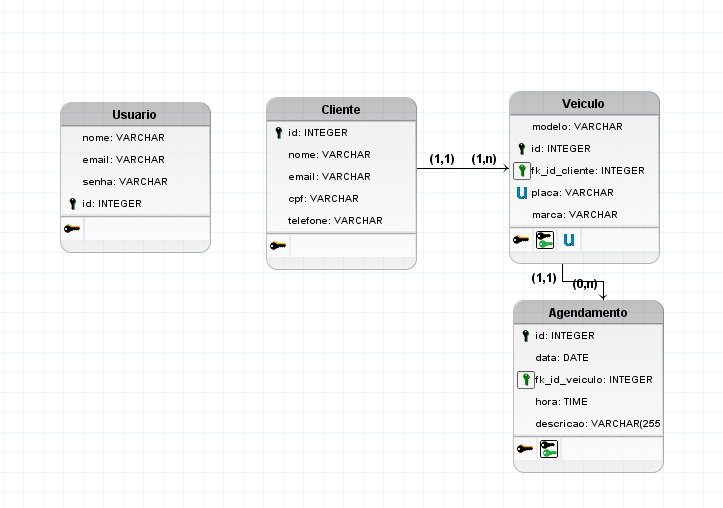 Usuario
nome: VARCHAR
email: VARCHAR
senha: VARCHAR
id: INTEGER
Cliente
id: INTEGER
nome: VARCHAR
email: VARCHAR
cpf: VARCHAR
telefone: VARCHAR
(1,1)
(1,n)
Veiculo
modelo: VARCHAR
id: INTEGER
fk_id_cliente: INTEGER
U placa: VARCHAR
marca: VARCHAR
U
(1,1)
(0,n)
Agendamento
id: INTEGER
data: DATE
fk_id_veiculo: INTEGER
hora: TIME
descricao: VARCHAR(255